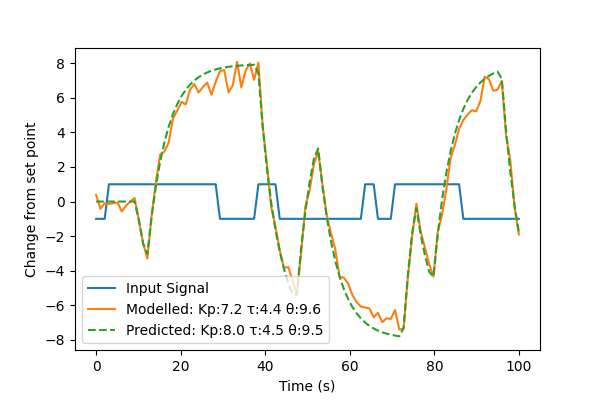 8
6
4
2
0
−2
−4
−6
−8
Change from set point
Input Signal
Modelled: Kp:7.2 τ:4.4 θ:9.6
Predicted: Kp:8.0 τ:4.5 θ:9.5
0 20 40 60 80 100
Time (s)